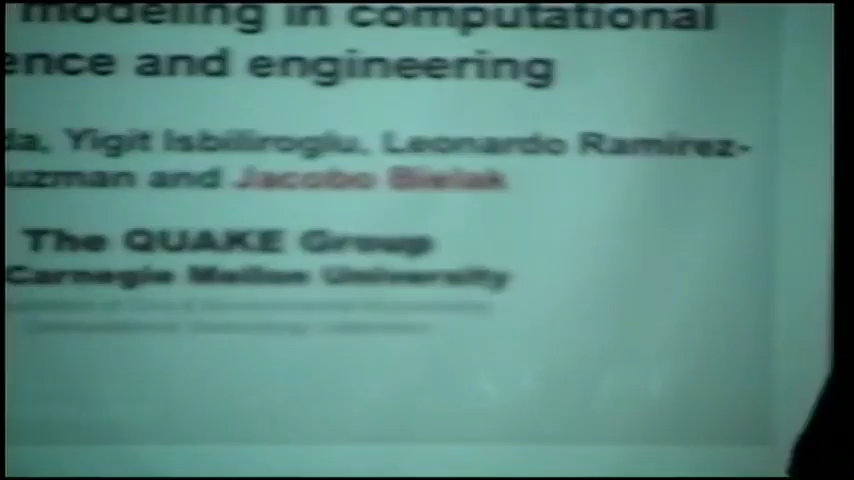 modeling in computational
ence and engineering
da, Yigit Isbiliroglu, Leonardo Ramirez-
uzman and Jacobo Bielak
The QUAKE Group
Carnegie Mellon University